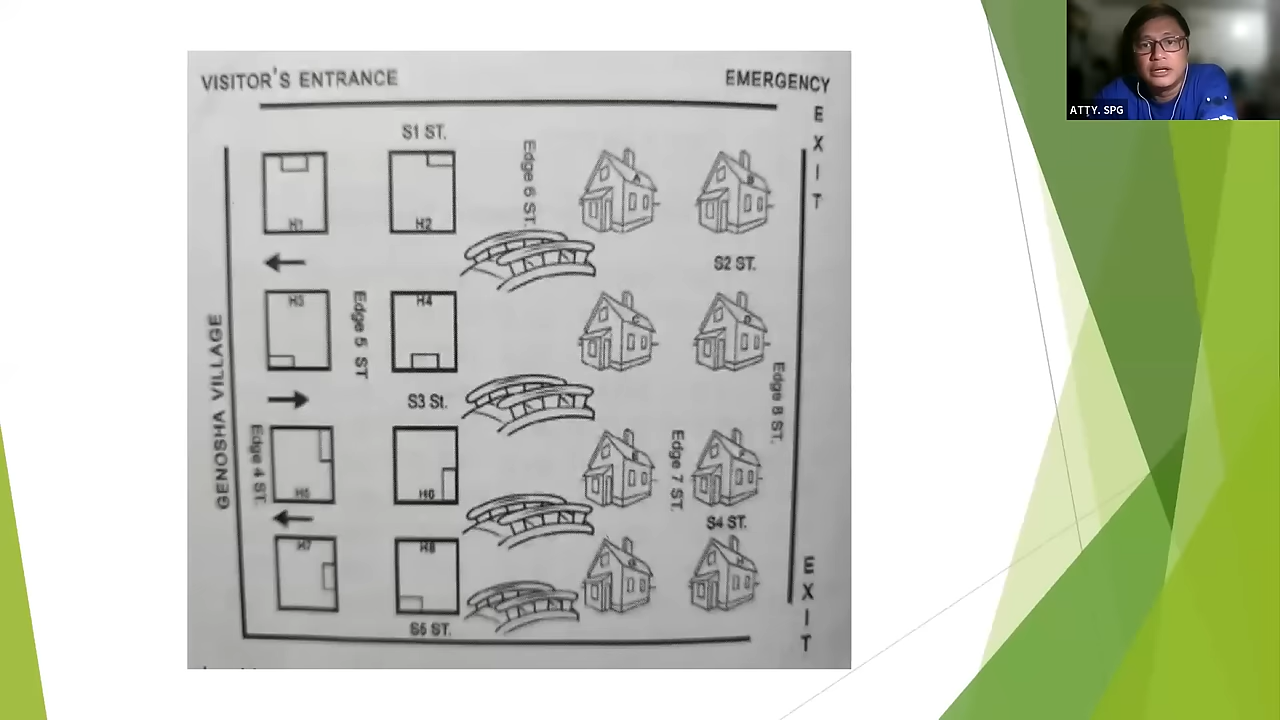 VISITOR'S ENTRANCE
EMERGENCY
EXIT
ATTY. SPG
S1 ST.
Edge 6 ST.
H1
H2
A
B
S2 ST.
GENOSHA VILLAGE
H3
Edge 5 ST
H4
C
D
Edge 8 ST.
S3 St.
Edge 4 ST.
Edge 7 ST.
S4 ST.
H7
H8
EXIT
S5 ST.